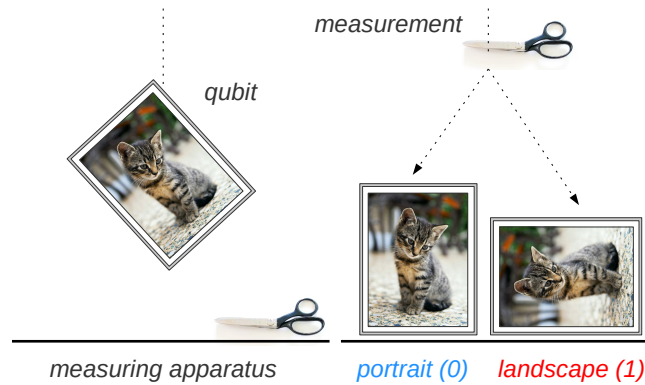 qubit
measuring apparatus
measurement
portrait (0)
landscape (1)